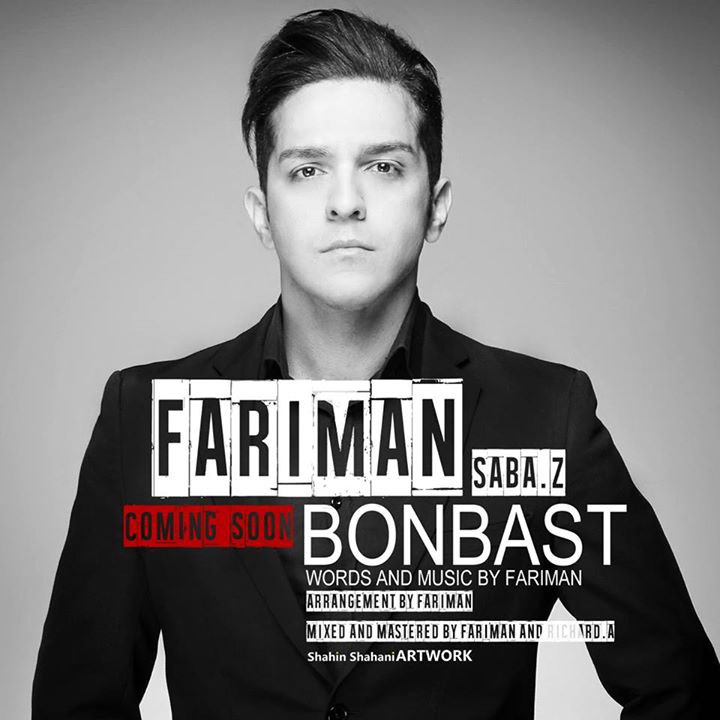 FARIMAN
SABA.Z
COMING SOON
BONBAST
WORDS AND MUSIC BY FARIMAN
ARRANGEMENT BY FARIMAN
MIXED AND MASTERED BY FARIMAN AND RICHARD.A
Shahin Shahani ARTWORK